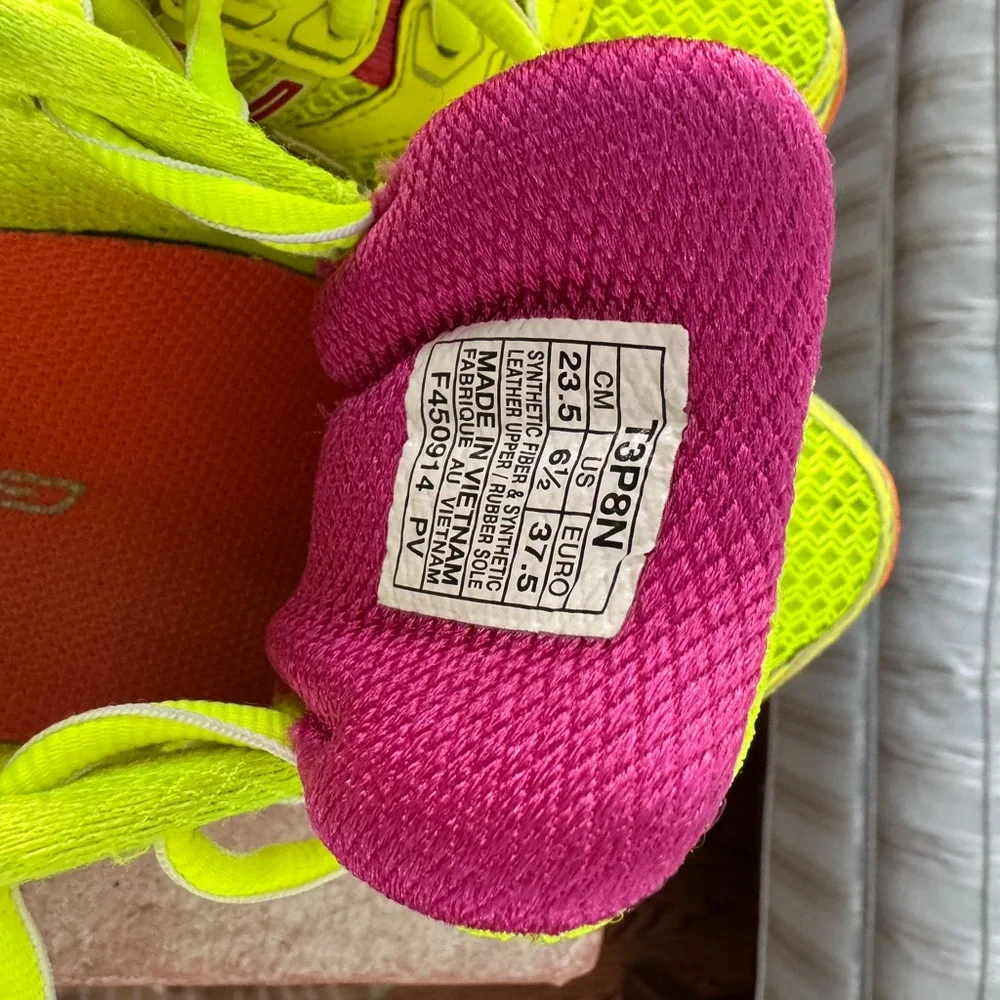 T3P8N
CM US EURO
23.5 6½ 37.5
SYNTHETIC FIBER & SYNTHETIC
LEATHER UPPER / RUBBER SOLE
MADE IN VIETNAM
FABRIQUE AU VIETNAM
F450914 PV